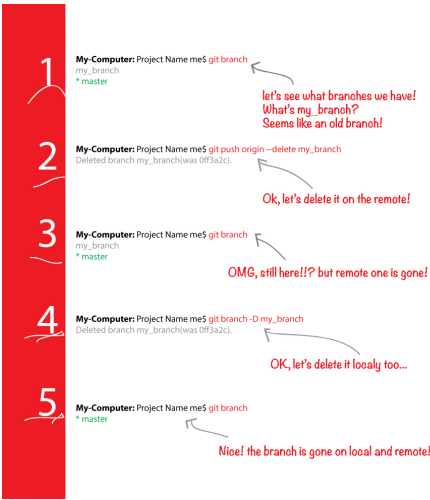 1
My-Computer: Project Name me$ git branch
my_branch
* master
let's see what branches we have!
What's my_branch?
Seems like an old branch!
2
My-Computer: Project Name me$ git push origin --delete my_branch
Deleted branch my_branch(was 0ff3a2c).
Ok, let's delete it on the remote!
3
My-Computer: Project Name me$ git branch
my_branch
* master
OMG, still here!!? but remote one is gone!
4
My-Computer: Project Name me$ git branch -D my_branch
Deleted branch my_branch(was 0ff3a2c).
OK, let's delete it localy too...
5
My-Computer: Project Name me$ git branch
* master
Nice! the branch is gone on local and remote!